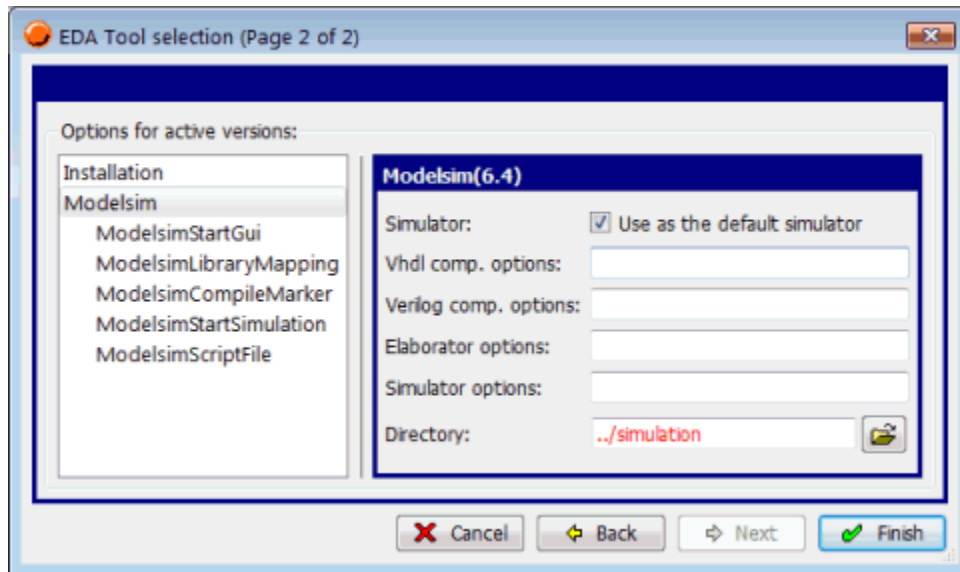 EDA Tool selection (Page 2 of 2)
Options for active versions:
Installation
Modelsim
ModelsimStartGui
ModelsimLibraryMapping
ModelsimCompileMarker
ModelsimStartSimulation
ModelsimScriptFile
Modelsim(6.4)
Simulator: Use as the default simulator
Vhdl comp. options:
Verilog comp. options:
Elaborator options:
Simulator options:
Directory: ../simulation
Cancel Back Next Finish